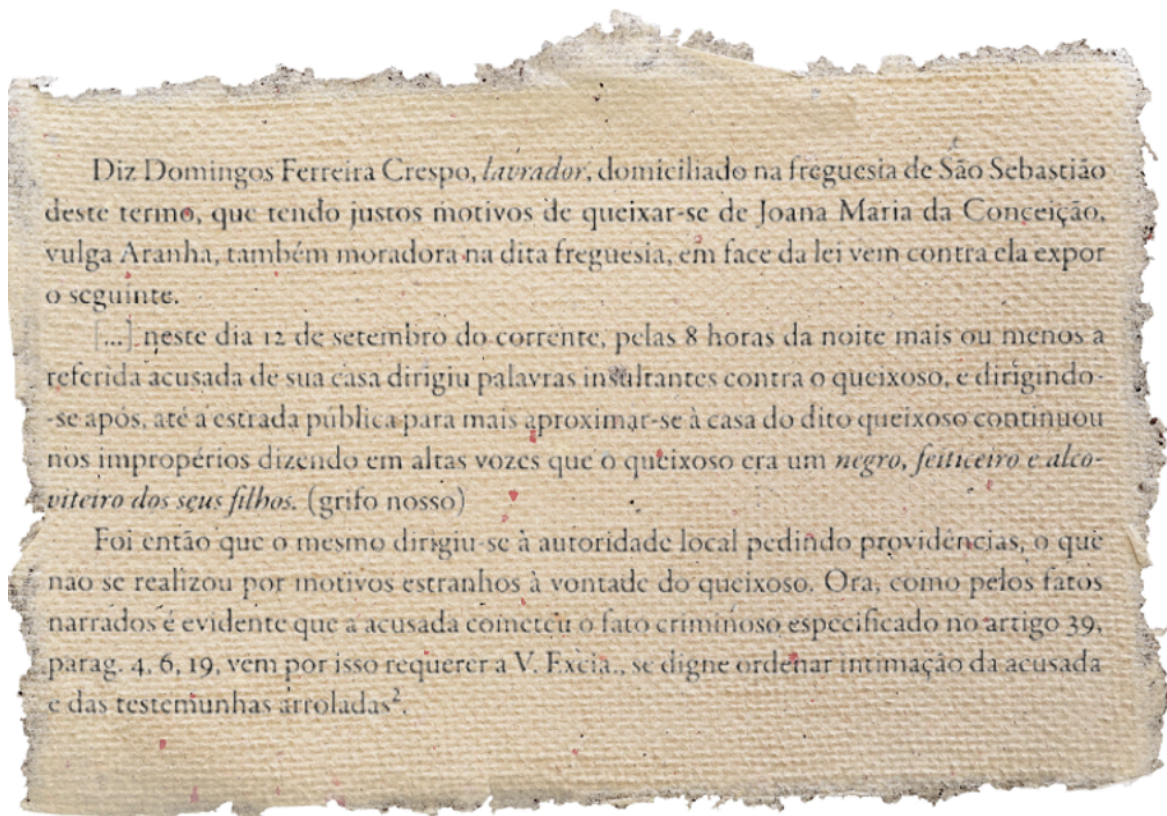 Diz Domingos Ferreira Crespo, lavrador, domiciliado na freguesia de São Sebastião
deste termo, que tendo justos motivos de queixar-se de Joana Maria da Conceição,
vulga Aranha, também moradora na dita freguesia, em face da lei vem contra ela expor
o seguinte.
[...] neste dia 12 de setembro do corrente, pelas 8 horas da noite mais ou menos a
referida acusada de sua casa dirigiu palavras insultantes contra o queixoso, e dirigindo-
-se após, até a estrada pública para mais aproximar-se à casa do dito queixoso continuou
nos impropérios dizendo em altas vozes que o queixoso era um negro, feiticeiro e alco-
viteiro dos seus filhos. (grifo nosso)
Foi então que o mesmo dirigiu-se à autoridade local pedindo providências, o que
não se realizou por motivos estranhos à vontade do queixoso. Ora, como pelos fatos
narrados é evidente que a acusada cometeu o fato criminoso especificado no artigo 39,
parag. 4, 6, 19, vem por isso requerer a V. Excia., se digne ordenar intimação da acusada
e das testemunhas arroladas².